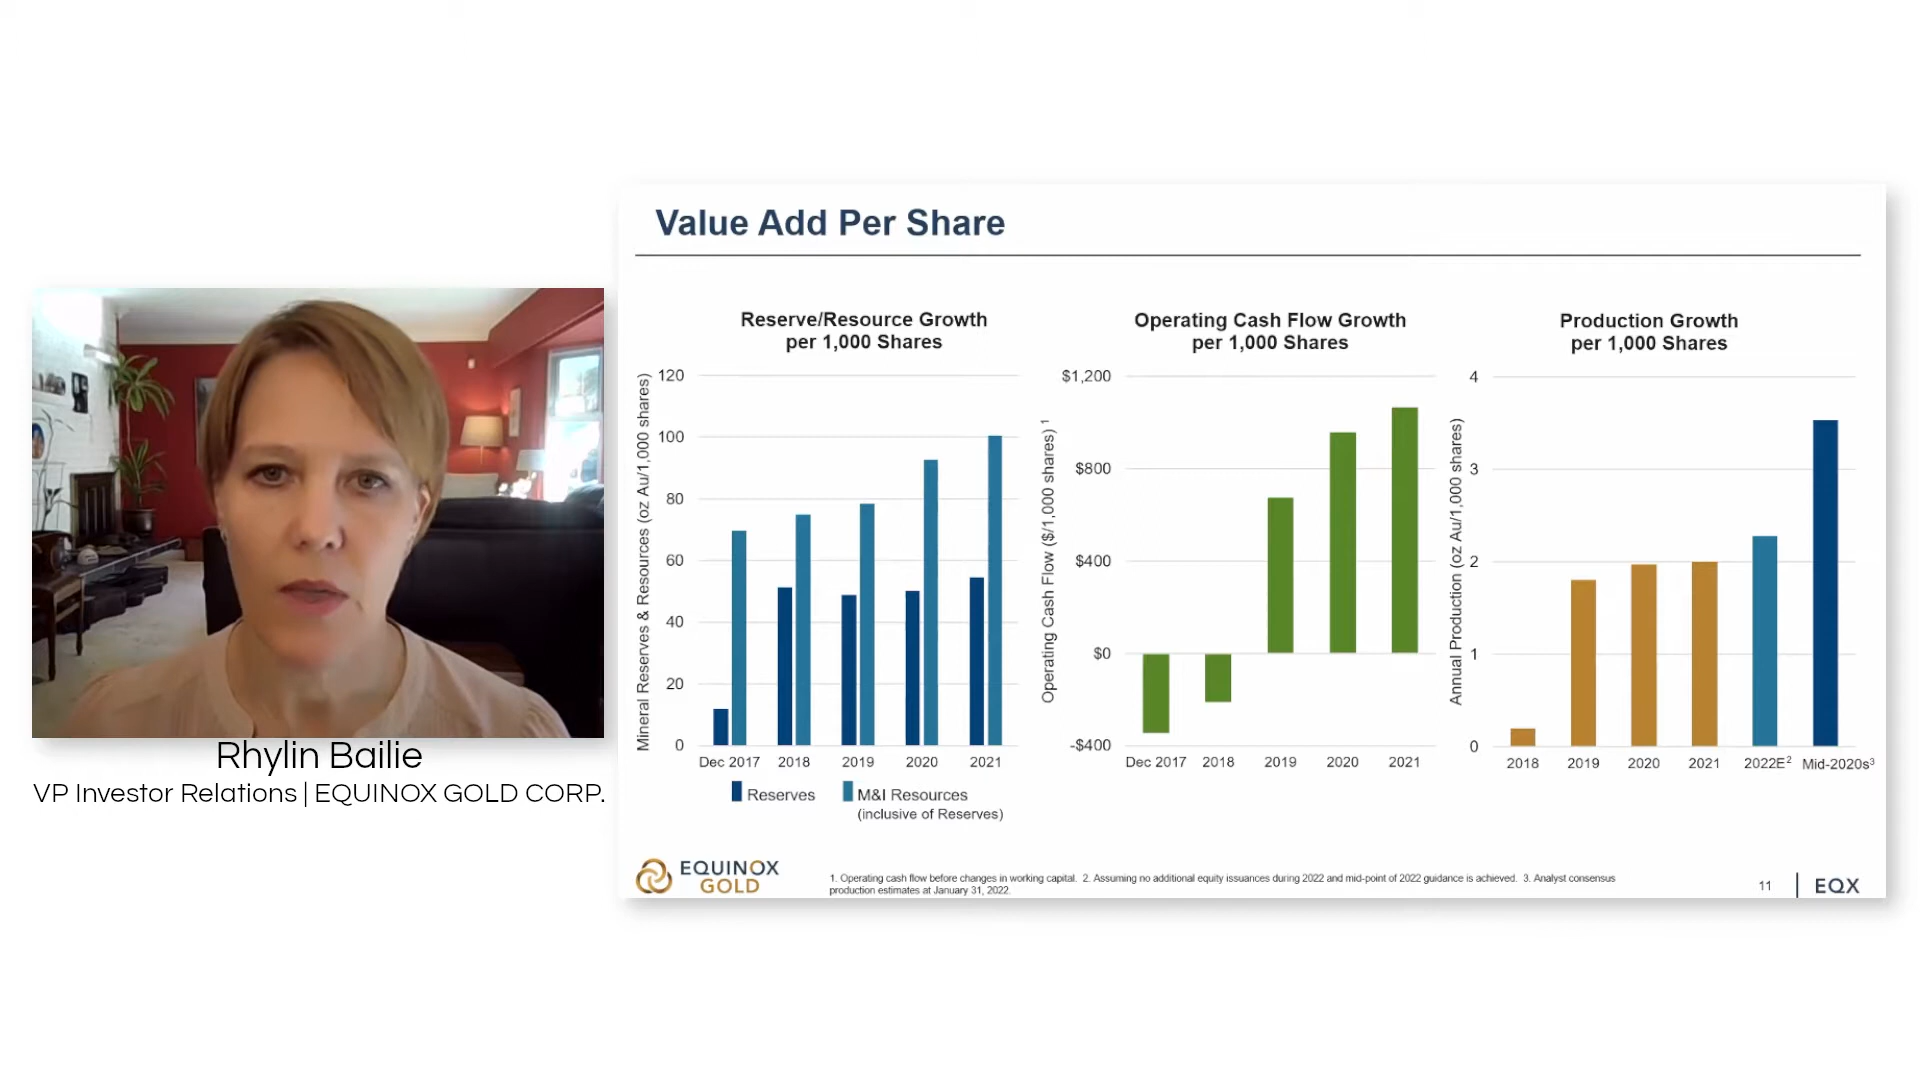 Value Add Per Share
Reserve/Resource Growth
per 1,000 Shares
Mineral Reserves & Resources (oz Au/1,000 shares)
120
100
80
60
40
20
0
Dec 2017 2018 2019 2020 2021
Reserves M&I Resources
(inclusive of Reserves)
Operating Cash Flow Growth
per 1,000 Shares
Operating Cash Flow ($/1,000 shares) 1
$1,200
$800
$400
$0
-$400
Dec 2017 2018 2019 2020 2021
Production Growth
per 1,000 Shares
Annual Production (oz Au/1,000 shares)
4
3
2
1
0
2018 2019 2020 2021 2022E2 Mid-2020s3
Rhylin Bailie
VP Investor Relations | EQUINOX GOLD CORP.
EQUINOX
GOLD
1. Operating cash flow before changes in working capital. 2. Assuming no additional equity issuances during 2022 and mid-point of 2022 guidance is achieved. 3. Analyst consensus
production estimates at January 31, 2022.
11 | EQX